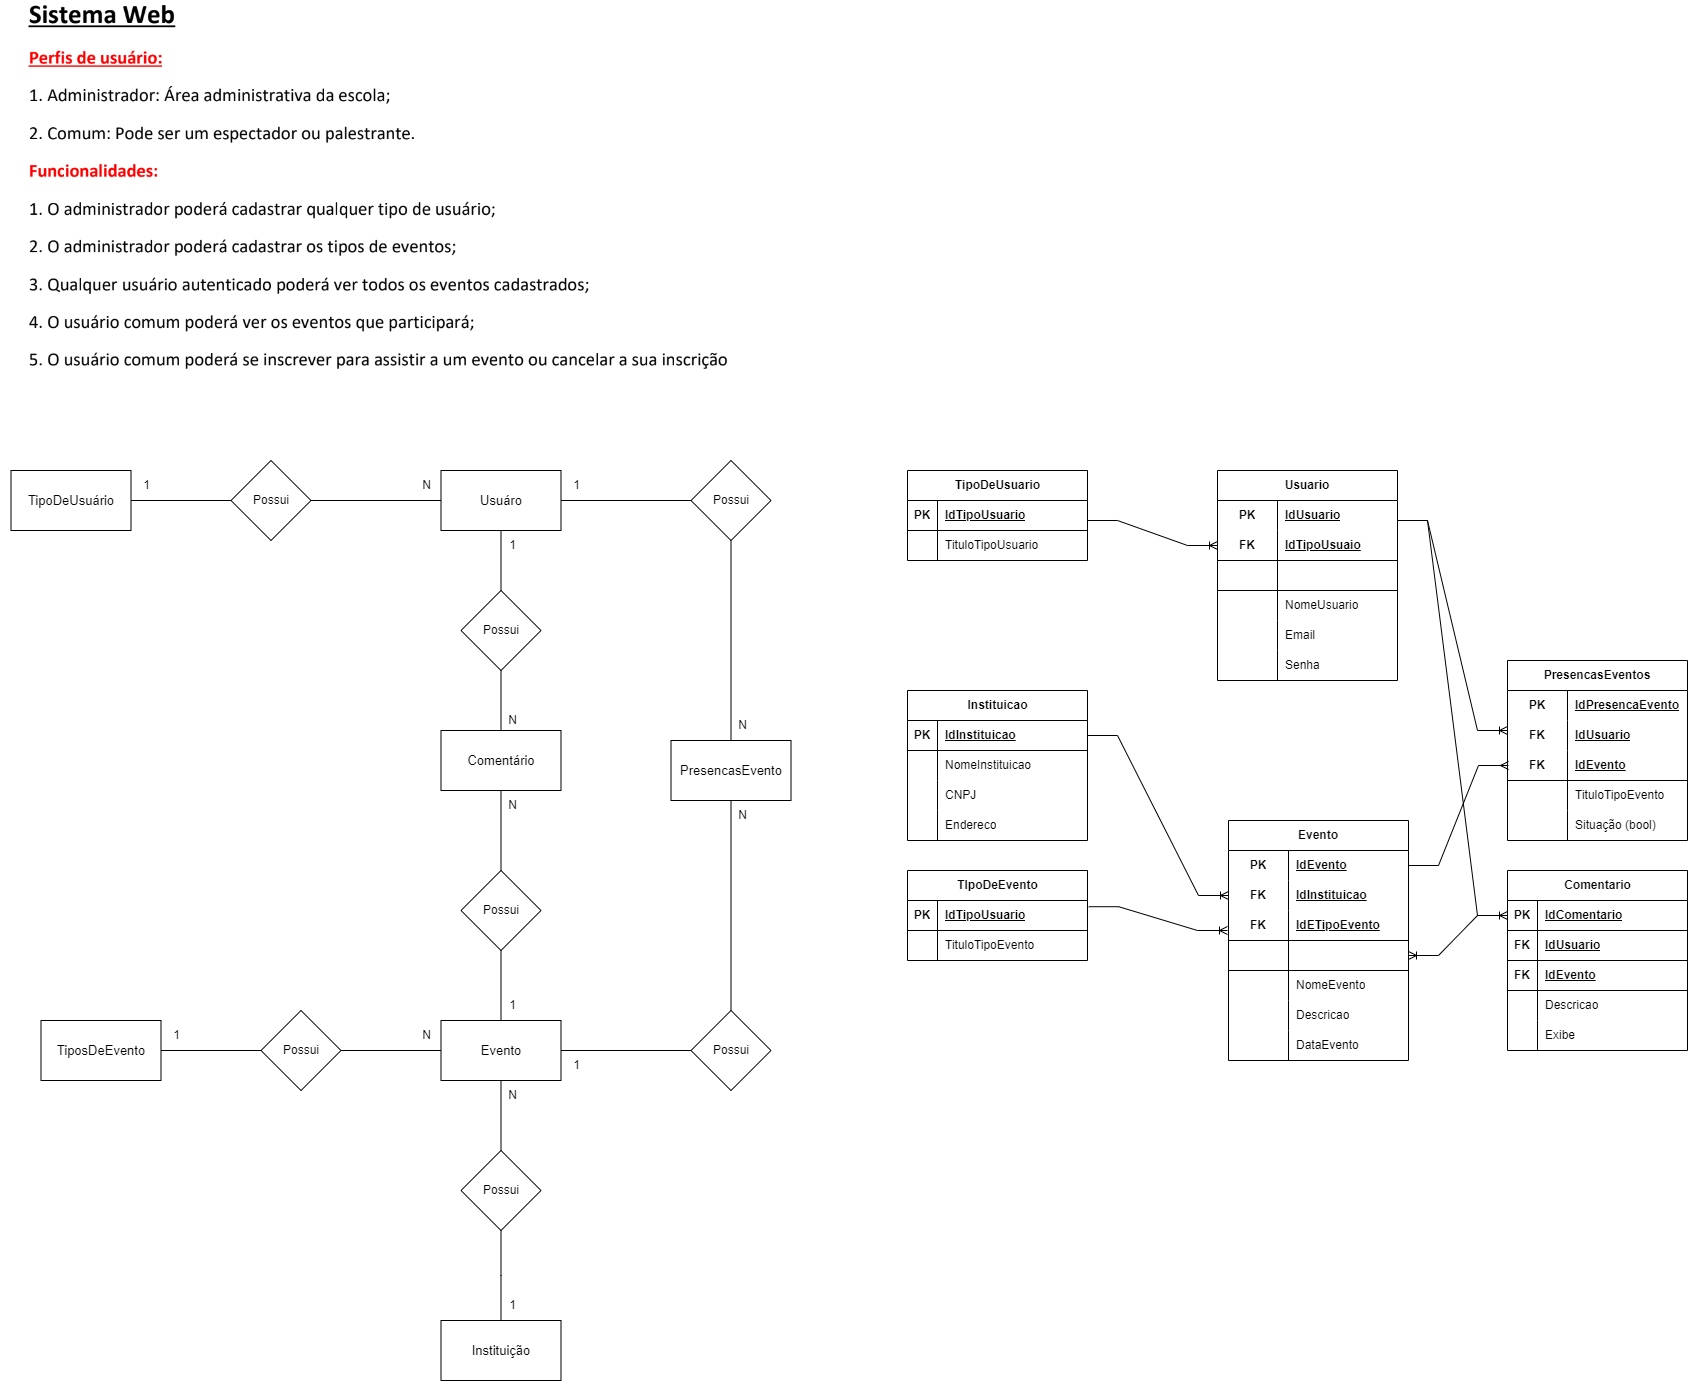 Sistema Web
Perfis de usuário:
1. Administrador: Área administrativa da escola;
2. Comum: Pode ser um espectador ou palestrante.
Funcionalidades:
1. O administrador poderá cadastrar qualquer tipo de usuário;
2. O administrador poderá cadastrar os tipos de eventos;
3. Qualquer usuário autenticado poderá ver todos os eventos cadastrados;
4. O usuário comum poderá ver os eventos que participará;
5. O usuário comum poderá se inscrever para assistir a um evento ou cancelar a sua inscrição
TipoDeUsuário
1
Possui
N
Usuáro
1
Possui
1
Possui
N
Comentário
N
PresencasEvento
N
N
Possui
1
TiposDeEvento
1
Possui
N
Evento
1
Possui
N
Possui
1
Instituição
TipoDeUsuario
PK IdTipoUsuario
TituloTipoUsuario
Usuario
PK IdUsuario
FK IdTipoUsuaio
NomeUsuario
Email
Senha
Instituicao
PK IdInstituicao
NomeInstituicao
CNPJ
Endereco
PresencasEventos
PK IdPresencaEvento
FK IdUsuario
FK IdEvento
TituloTipoEvento
Situação (bool)
Evento
PK IdEvento
FK IdInstituicao
FK IdETipoEvento
NomeEvento
Descricao
DataEvento
TIpoDeEvento
PK IdTipoUsuario
TituloTipoEvento
Comentario
PK IdComentario
FK IdUsuario
FK IdEvento
Descricao
Exibe